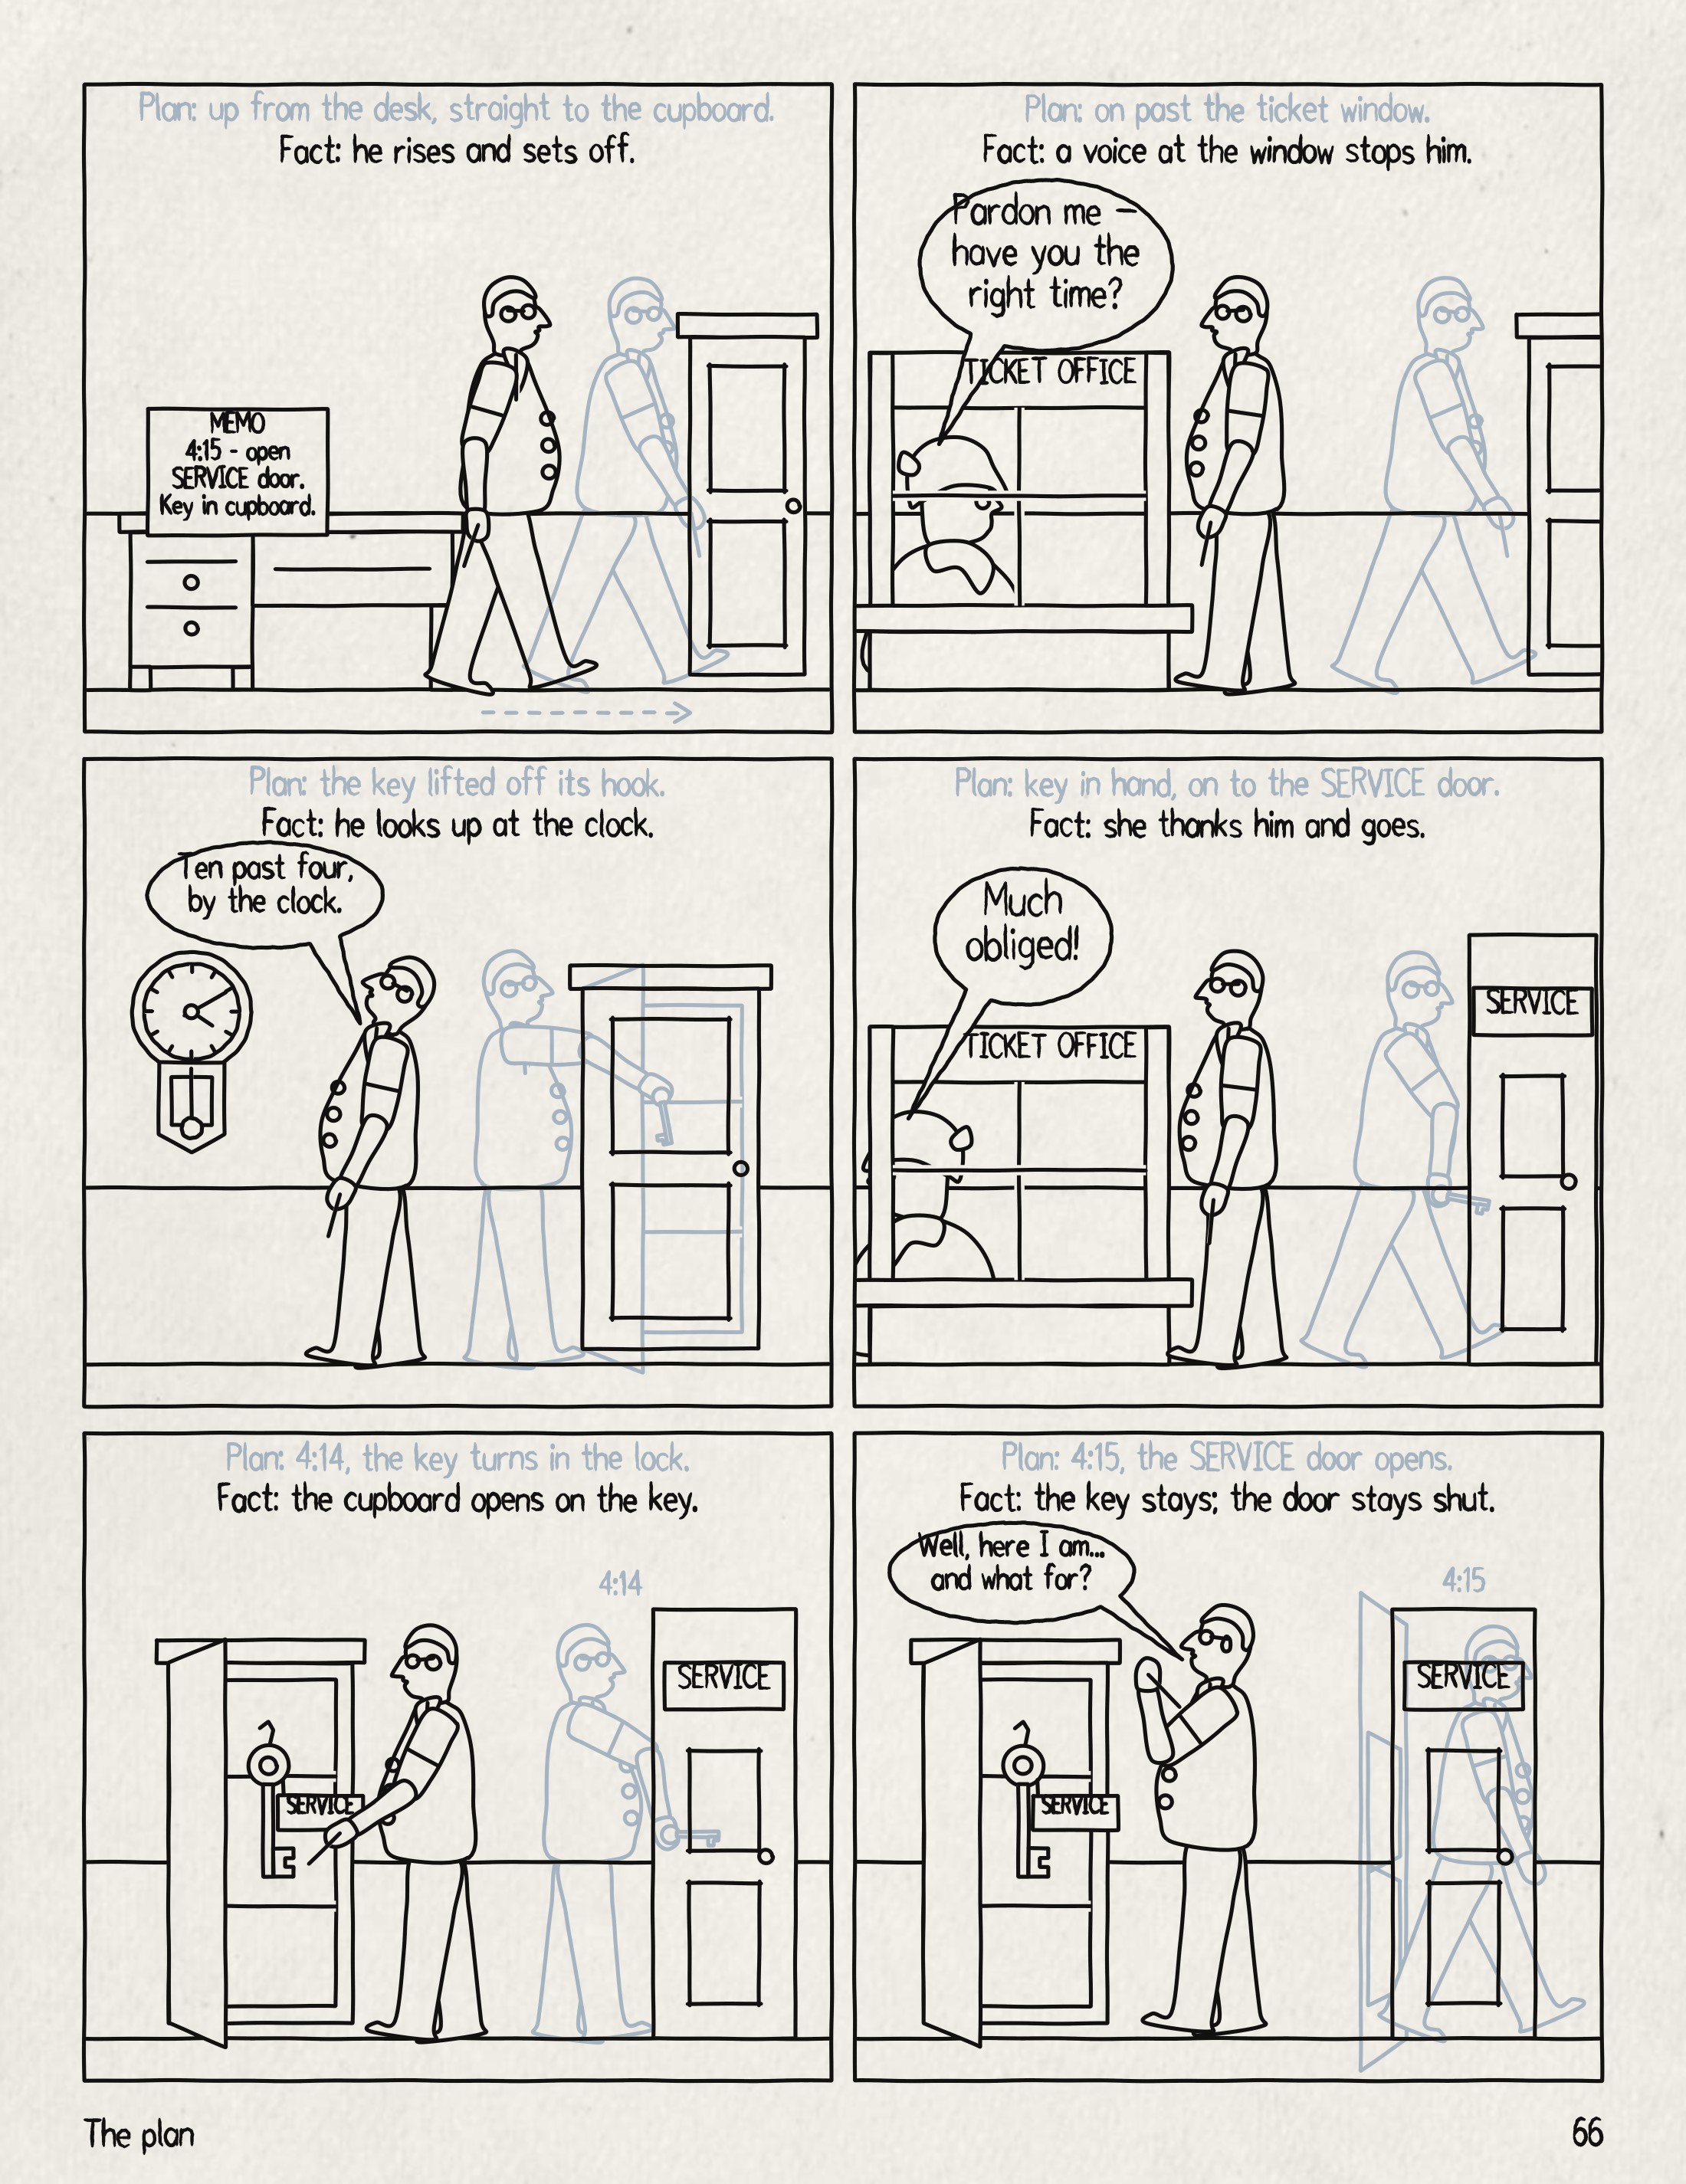 Plan: up from the desk, straight to the cupboard.
Fact: he rises and sets off.
MEMO
4:15 - open
SERVICE door.
Key in cupboard.
Plan: on past the ticket window.
Fact: a voice at the window stops him.
Pardon me —
have you the
right time?
TICKET OFFICE
Plan: the key lifted off its hook.
Fact: he looks up at the clock.
Ten past four,
by the clock.
Plan: key in hand, on to the SERVICE door.
Fact: she thanks him and goes.
Much
obliged!
TICKET OFFICE
SERVICE
Plan: 4:14, the key turns in the lock.
Fact: the cupboard opens on the key.
4:14
SERVICE
SERVICE
Plan: 4:15, the SERVICE door opens.
Fact: the key stays; the door stays shut.
Well, here I am...
and what for?
4:15
SERVICE
SERVICE
The plan
66